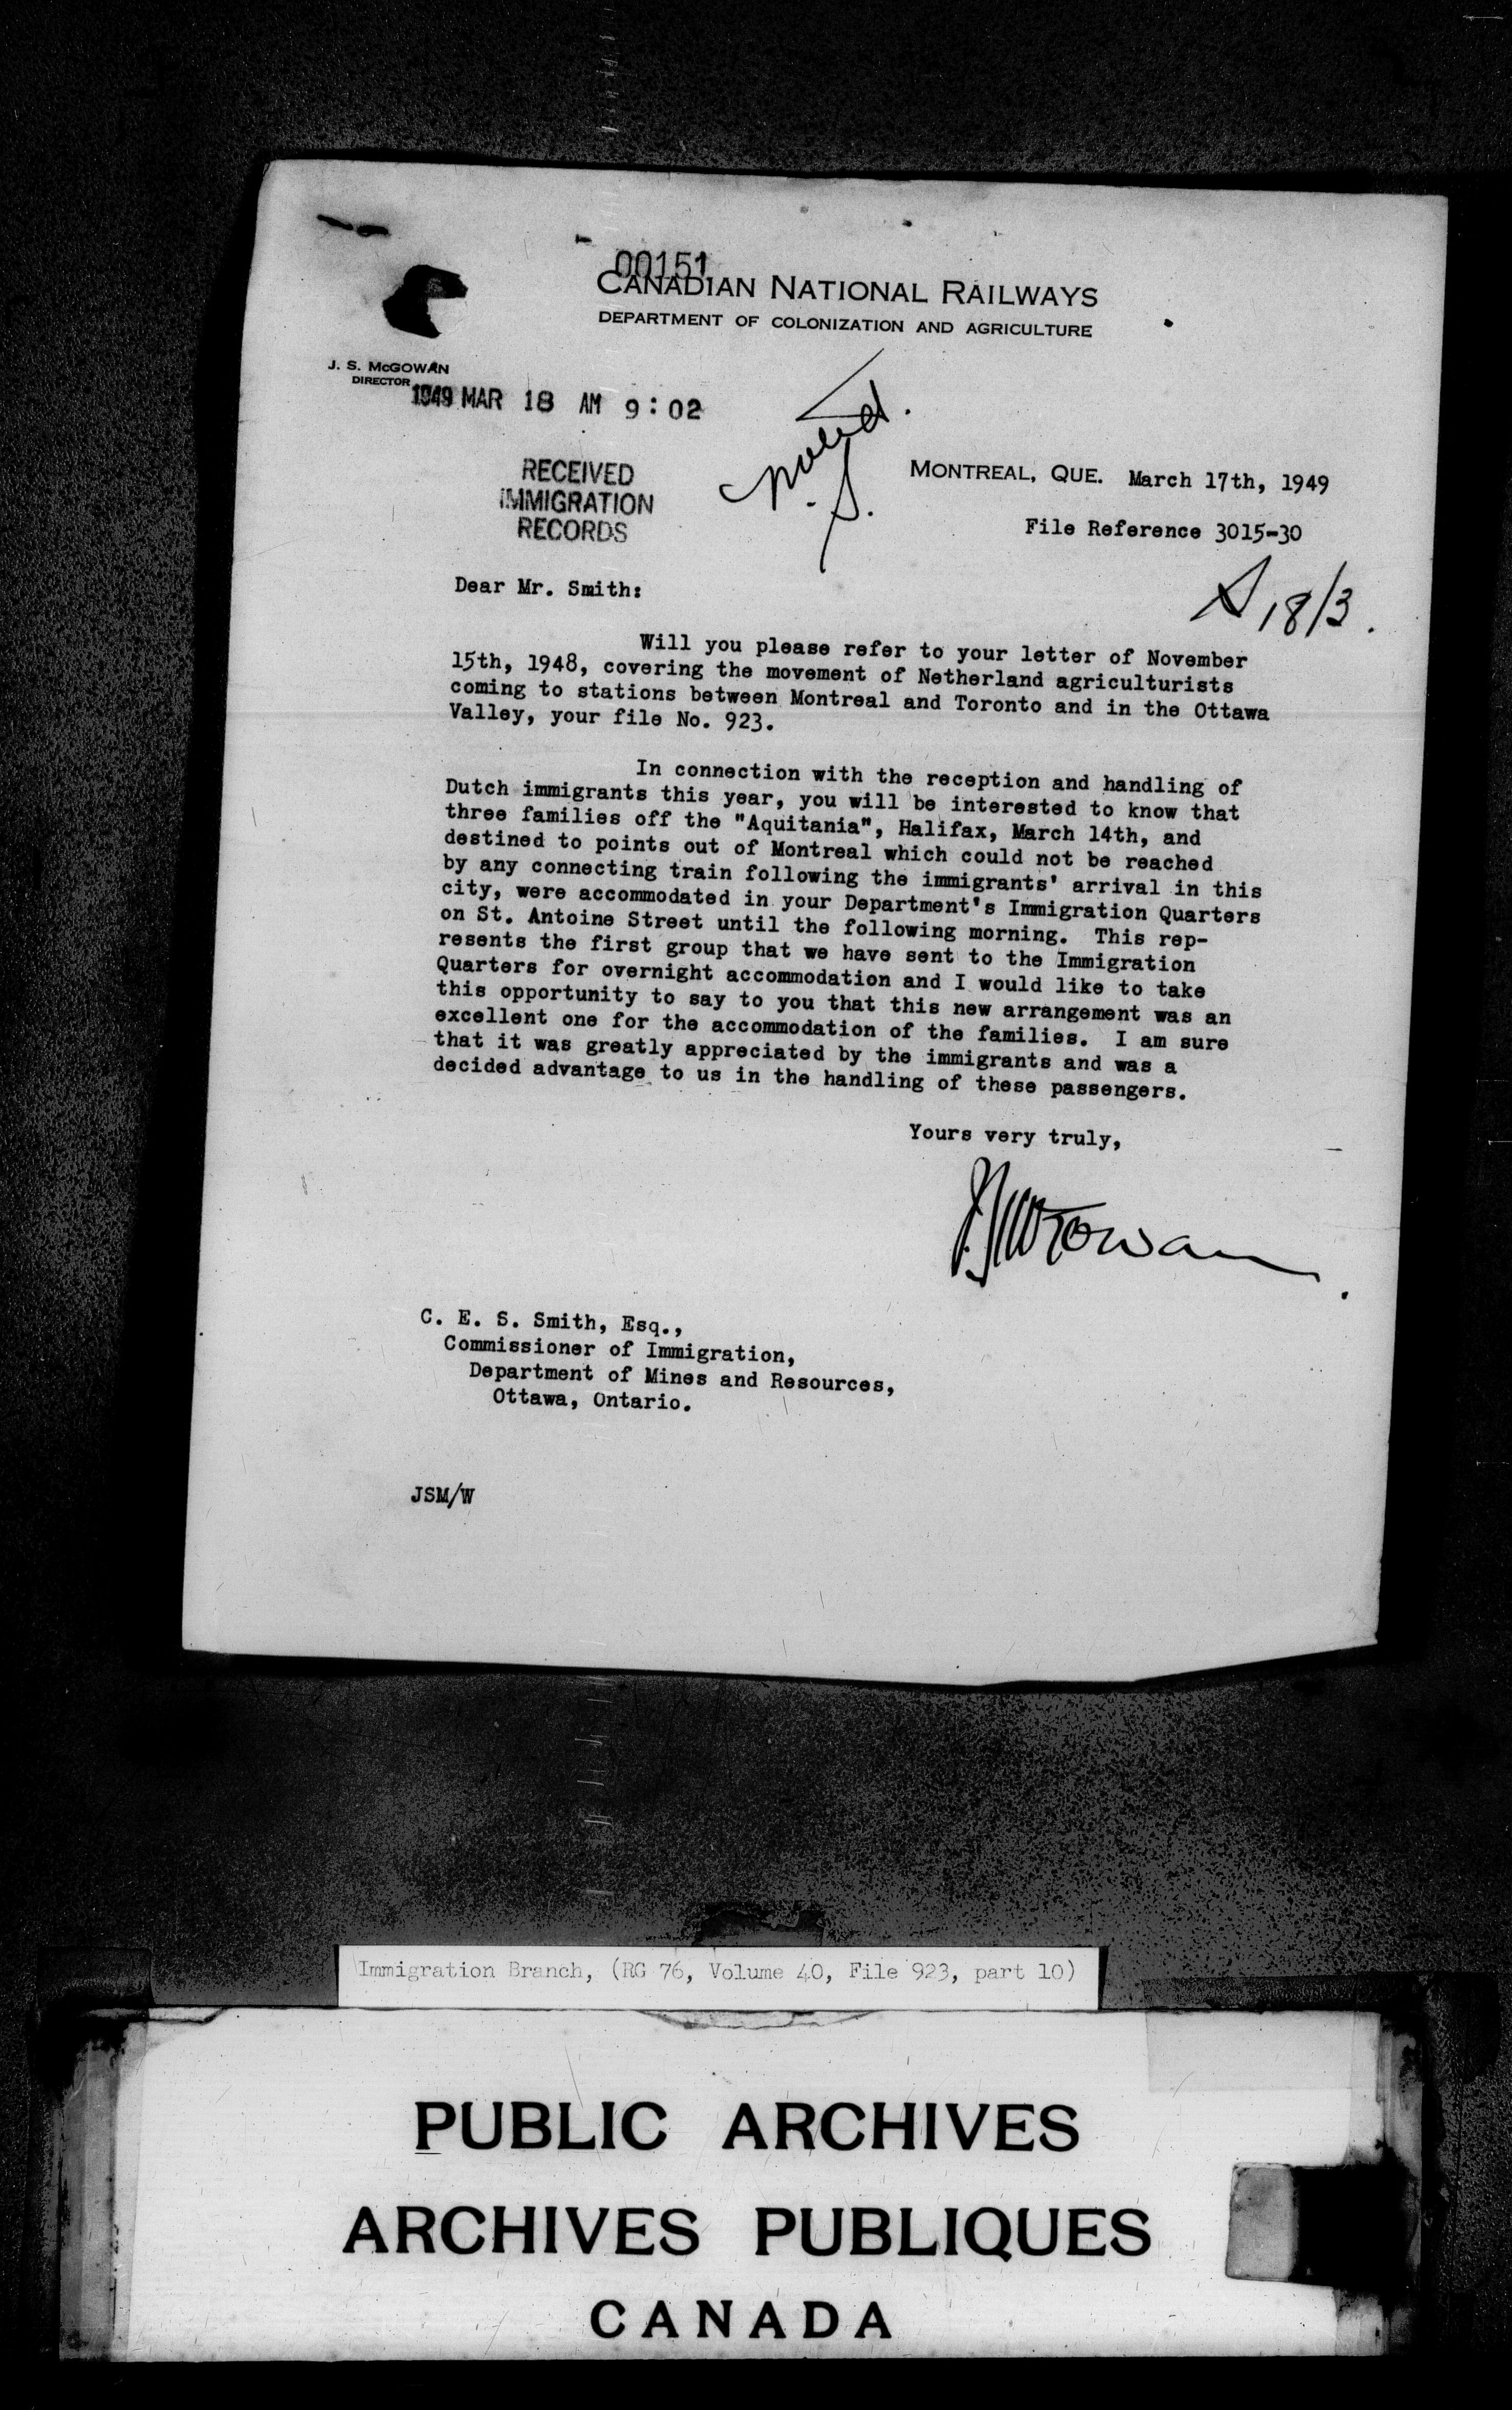 00151
CANADIAN NATIONAL RAILWAYS
DEPARTMENT OF COLONIZATION AND AGRICULTURE
J. S. McGOWAN
DIRECTOR
1949 MAR 18 AM 9:02
noted.
S.
RECEIVED
IMMIGRATION
RECORDS
MONTREAL, QUE. March 17th, 1949
File Reference 3015-30
S 18/3.
Dear Mr. Smith:
Will you please refer to your letter of November
15th, 1948, covering the movement of Netherland agriculturists
coming to stations between Montreal and Toronto and in the Ottawa
Valley, your file No. 923.
In connection with the reception and handling of
Dutch immigrants this year, you will be interested to know that
three families off the "Aquitania", Halifax, March 14th, and
destined to points out of Montreal which could not be reached
by any connecting train following the immigrants' arrival in this
city, were accommodated in your Department's Immigration Quarters
on St. Antoine Street until the following morning. This rep-
resents the first group that we have sent to the Immigration
Quarters for overnight accommodation and I would like to take
this opportunity to say to you that this new arrangement was an
excellent one for the accommodation of the families. I am sure
that it was greatly appreciated by the immigrants and was a
decided advantage to us in the handling of these passengers.
Yours very truly,
J.S. McGowan
C. E. S. Smith, Esq.,
Commissioner of Immigration,
Department of Mines and Resources,
Ottawa, Ontario.
JSM/W
Immigration Branch, (RG 76, Volume 40, File 923, part 10)
PUBLIC ARCHIVES
ARCHIVES PUBLIQUES
CANADA